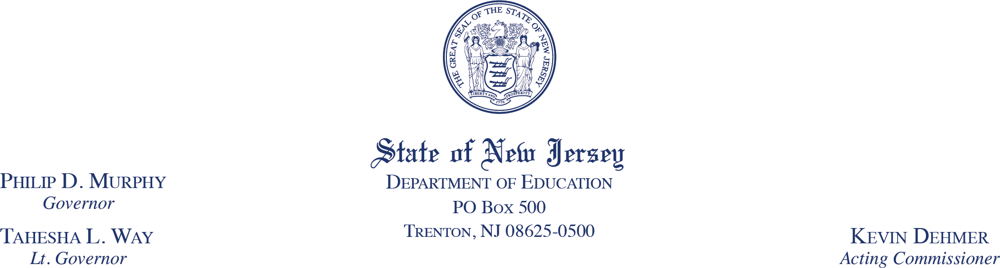 THE GREAT SEAL OF THE STATE OF NEW JERSEY
LIBERTY AND PROSPERITY
1776
State of New Jersey
DEPARTMENT OF EDUCATION
PO BOX 500
TRENTON, NJ 08625-0500
PHILIP D. MURPHY
Governor
TAHESHA L. WAY
Lt. Governor
KEVIN DEHMER
Acting Commissioner